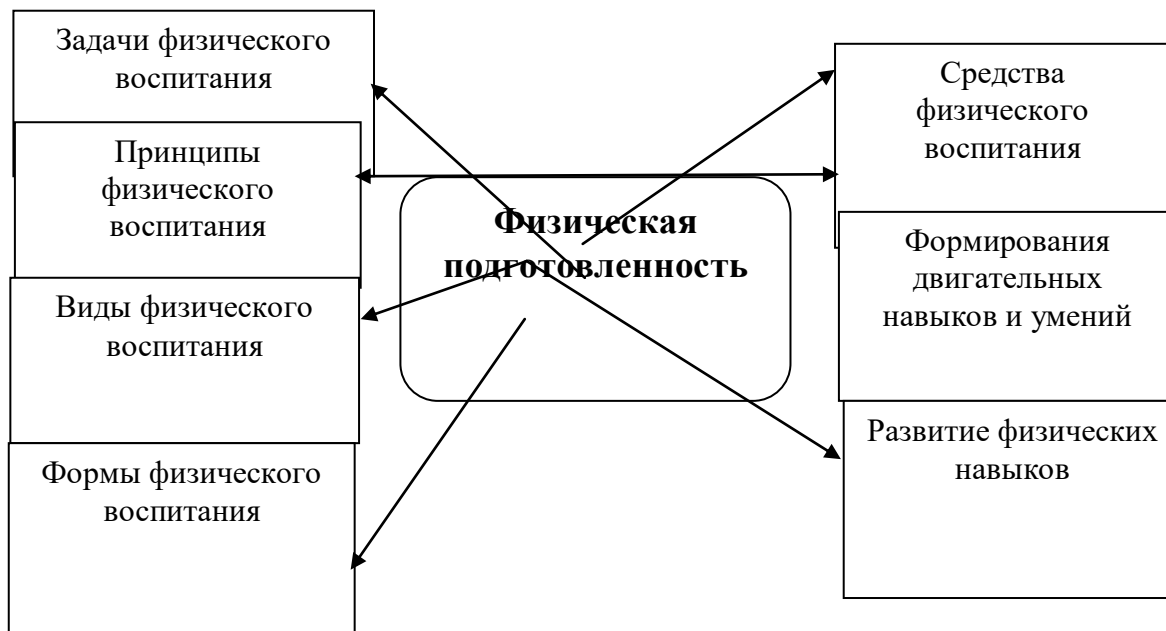 Задачи физического
воспитания
Принципы
физического
воспитания
Виды физического
воспитания
Формы физического
воспитания
Физическая
подготовленность
Средства
физического
воспитания
Формирования
двигательных
навыков и умений
Развитие физических
навыков